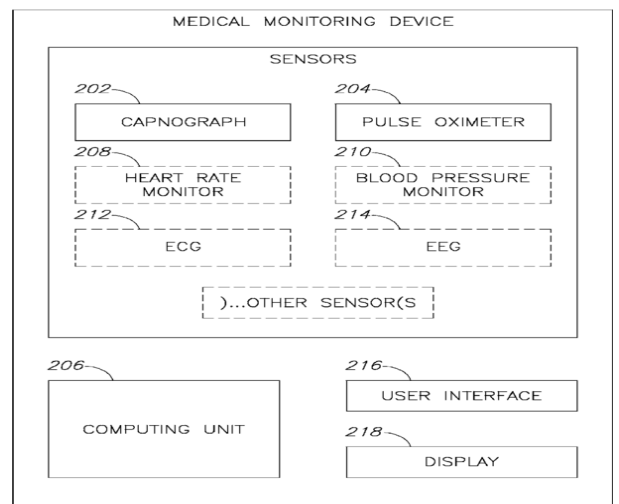 MEDICAL MONITORING DEVICE
SENSORS
202
204
CAPNOGRAPH
PULSE OXIMETER
208
210
HEART RATE
MONITOR
BLOOD PRESSURE
MONITOR
212
214
ECG
EEG
)...OTHER SENSOR(S
206
216
COMPUTING UNIT
USER INTERFACE
218
DISPLAY